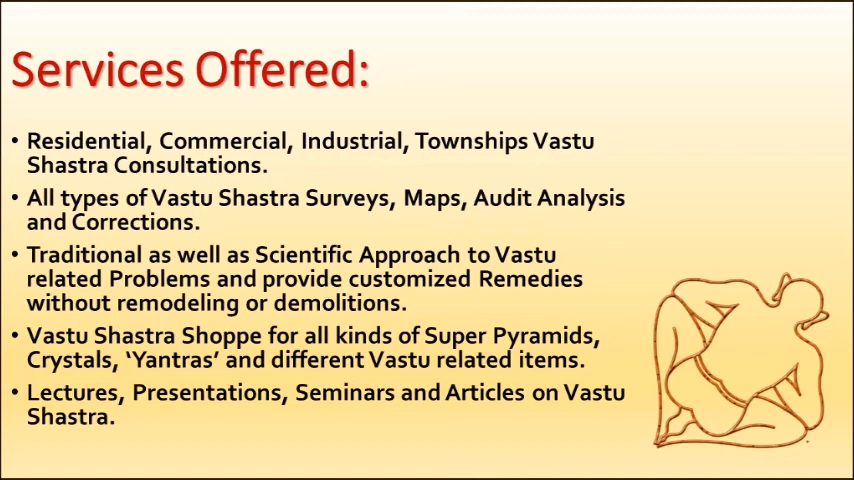 Services Offered:
• Residential, Commercial, Industrial, Townships Vastu
Shastra Consultations.
• All types of Vastu Shastra Surveys, Maps, Audit Analysis
and Corrections.
• Traditional as well as Scientific Approach to Vastu
related Problems and provide customized Remedies
without remodeling or demolitions.
• Vastu Shastra Shoppe for all kinds of Super Pyramids,
Crystals, ‘Yantras’ and different Vastu related items.
• Lectures, Presentations, Seminars and Articles on Vastu
Shastra.